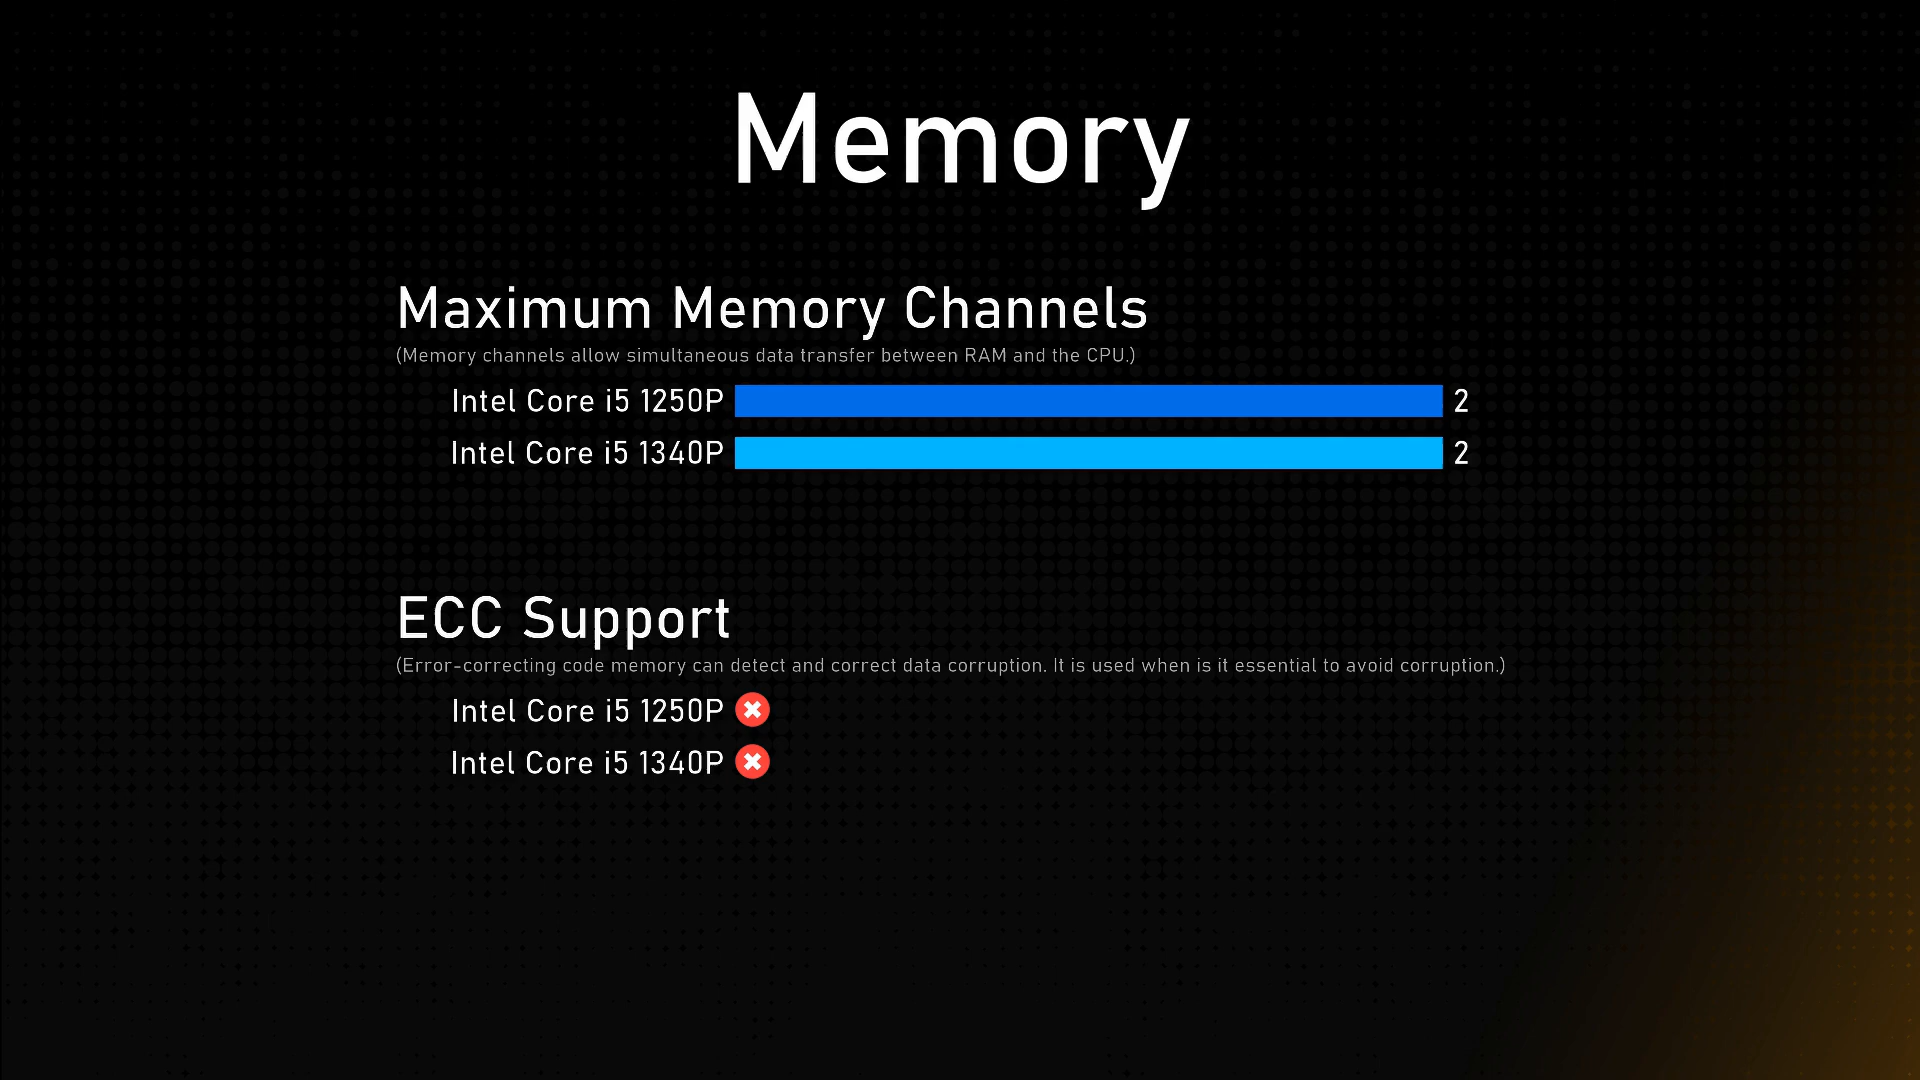 Memory
Maximum Memory Channels
(Memory channels allow simultaneous data transfer between RAM and the CPU.)
Intel Core i5 1250P 2
Intel Core i5 1340P 2
ECC Support
(Error-correcting code memory can detect and correct data corruption. It is used when is it essential to avoid corruption.)
Intel Core i5 1250P
Intel Core i5 1340P